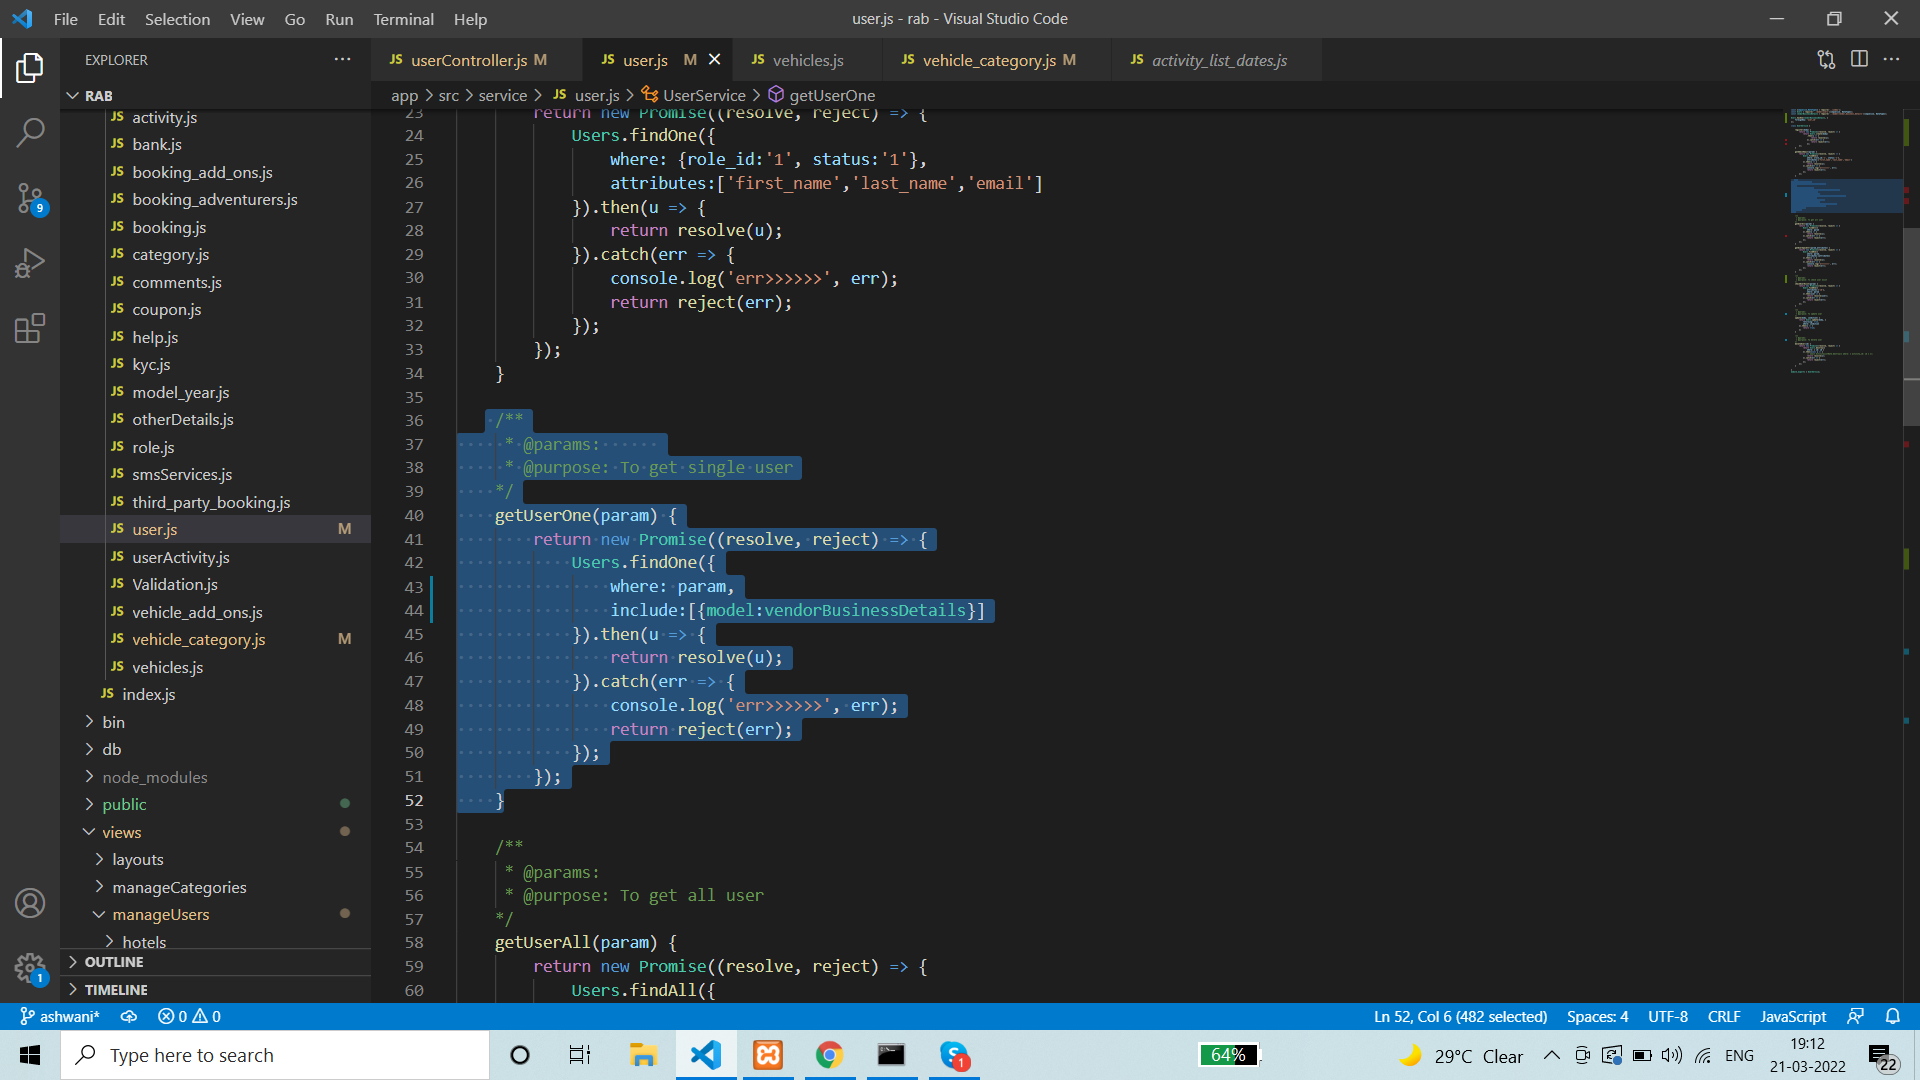 File Edit Selection View Go Run Terminal Help
user.js - rab - Visual Studio Code
EXPLORER
RAB
activity.js
bank.js
booking_add_ons.js
booking_adventurers.js
booking.js
category.js
comments.js
coupon.js
help.js
kyc.js
model_year.js
otherDetails.js
role.js
smsServices.js
third_party_booking.js
user.js M
userActivity.js
Validation.js
vehicle_add_ons.js
vehicle_category.js M
vehicles.js
index.js
bin
db
node_modules
public
views
layouts
manageCategories
manageUsers
hotels
OUTLINE
TIMELINE
9
1
JS userController.js M JS user.js M JS vehicles.js JS vehicle_category.js M JS activity_list_dates.js
app > src > service > JS user.js > UserService > getUserOne
23 return new Promise((resolve, reject) => {
24 Users.findOne({
25 where: {role_id:'1', status:'1'},
26 attributes:['first_name','last_name','email']
27 }).then(u => {
28 return resolve(u);
29 }).catch(err => {
30 console.log('err>>>>>>', err);
31 return reject(err);
32 });
33 });
34 }
35
36 /**
37 * @params:
38 * @purpose: To get single user
39 */
40 getUserOne(param) {
41 return new Promise((resolve, reject) => {
42 Users.findOne({
43 where: param,
44 include:[{model:vendorBusinessDetails}]
45 }).then(u => {
46 return resolve(u);
47 }).catch(err => {
48 console.log('err>>>>>>', err);
49 return reject(err);
50 });
51 });
52 }
53
54 /**
55 * @params:
56 * @purpose: To get all user
57 */
58 getUserAll(param) {
59 return new Promise((resolve, reject) => {
60 Users.findAll({
ashwani* 0 0
Ln 52, Col 6 (482 selected) Spaces: 4 UTF-8 CRLF JavaScript
Type here to search
1
64%
29°C Clear
ENG
19:12
21-03-2022
22